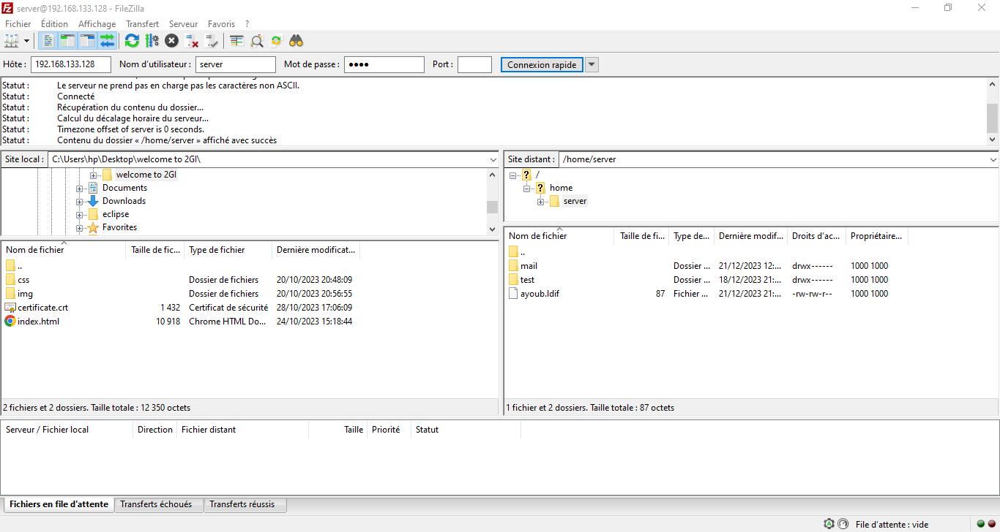 server@192.168.133.128 - FileZilla
Fichier Édition Affichage Transfert Serveur Favoris ?
Hôte : 192.168.133.128 Nom d'utilisateur : server Mot de passe : ●●●● Port : Connexion rapide
Statut : Le serveur ne prend pas en charge pas les caractères non ASCII.
Statut : Connecté
Statut : Récupération du contenu du dossier...
Statut : Calcul du décalage horaire du serveur...
Statut : Timezone offset of server is 0 seconds.
Statut : Contenu du dossier « /home/server » affiché avec succès
Site local : C:\Users\hp\Desktop\welcome to 2GI\
welcome to 2GI
Documents
Downloads
eclipse
Favorites
Nom de fichier Taille de fic... Type de fichier Dernière modificat...
..
css Dossier de fichiers 20/10/2023 20:48:09
img Dossier de fichiers 20/10/2023 20:56:55
certificate.crt 1 432 Certificat de sécurité 28/10/2023 17:06:09
index.html 10 918 Chrome HTML Do... 24/10/2023 15:18:44
2 fichiers et 2 dossiers. Taille totale : 12 350 octets
Site distant : /home/server
? /
? home
server
Nom de fichier Taille de fi... Type de... Dernière modif... Droits d'ac... Propriétaire...
..
mail Dossier ... 21/12/2023 12:... drwx------ 1000 1000
test Dossier ... 18/12/2023 21:... drwx------ 1000 1000
ayoub.ldif 87 Fichier ... 21/12/2023 21:... -rw-rw-r-- 1000 1000
1 fichier et 2 dossiers. Taille totale : 87 octets
Serveur / Fichier local Direction Fichier distant Taille Priorité Statut
Fichiers en file d'attente Transferts échoués Transferts réussis
File d'attente : vide